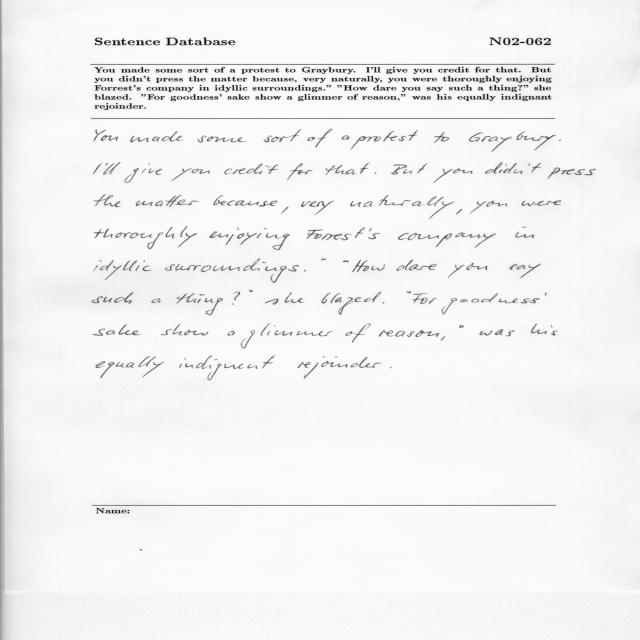 Sentence Database N02-062
You made some sort of a protest to Graybury. I'll give you credit for that. But
you didn't press the matter because, very naturally, you were thoroughly enjoying
Forrest's company in idyllic surroundings." "How dare you say such a thing?" she
blazed. "For goodness' sake show a glimmer of reason," was his equally indignant
rejoinder.
You made some sort of a protest to Graybury.
I'll give you credit for that. But you didn't press
the matter because, very naturally, you were
thoroughly enjoying Forrest's company in
idyllic surroundings." "How dare you say
such a thing?" she blazed. "For goodness'
sake show a glimmer of reason," was his
equally indignent rejoinder.
Name: